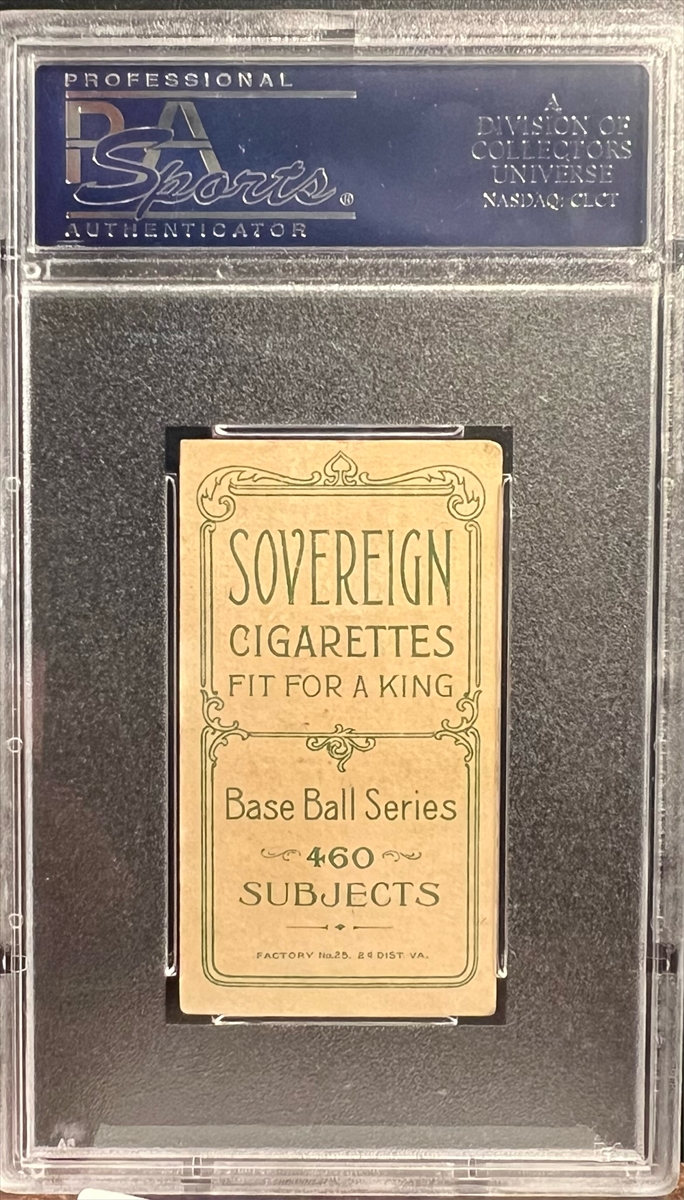 PROFESSIONAL
PSA
Sports®
AUTHENTICATOR
A
DIVISION OF
COLLECTORS
UNIVERSE
NASDAQ: CLCT
SOVEREIGN
CIGARETTES
FIT FOR A KING
Base Ball Series
460
SUBJECTS
FACTORY No.25. 2d DIST. VA.